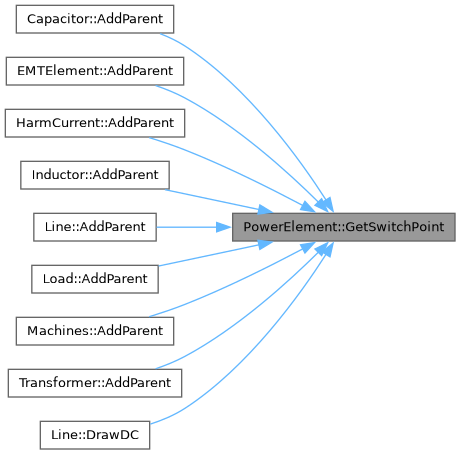 Capacitor::AddParent
EMTElement::AddParent
HarmCurrent::AddParent
Inductor::AddParent
Line::AddParent
PowerElement::GetSwitchPoint
Load::AddParent
Machines::AddParent
Transformer::AddParent
Line::DrawDC